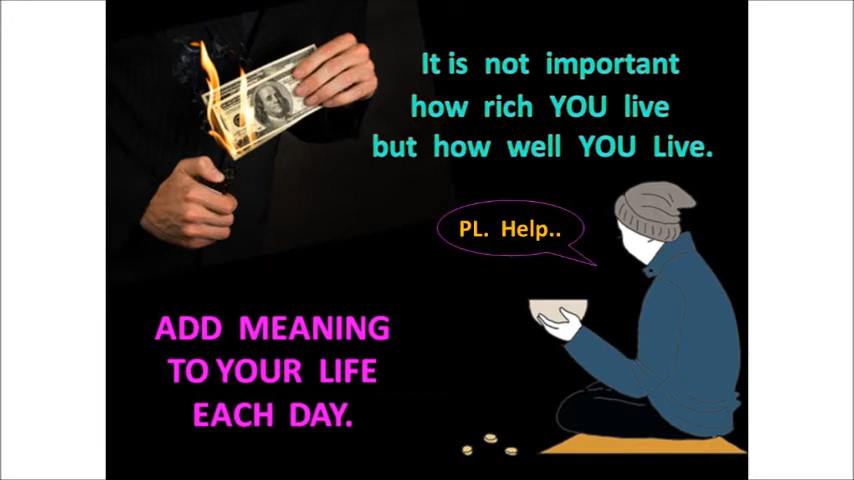 It is not important
how rich YOU live
but how well YOU Live.
PL. Help..
ADD MEANING
TO YOUR LIFE
EACH DAY.